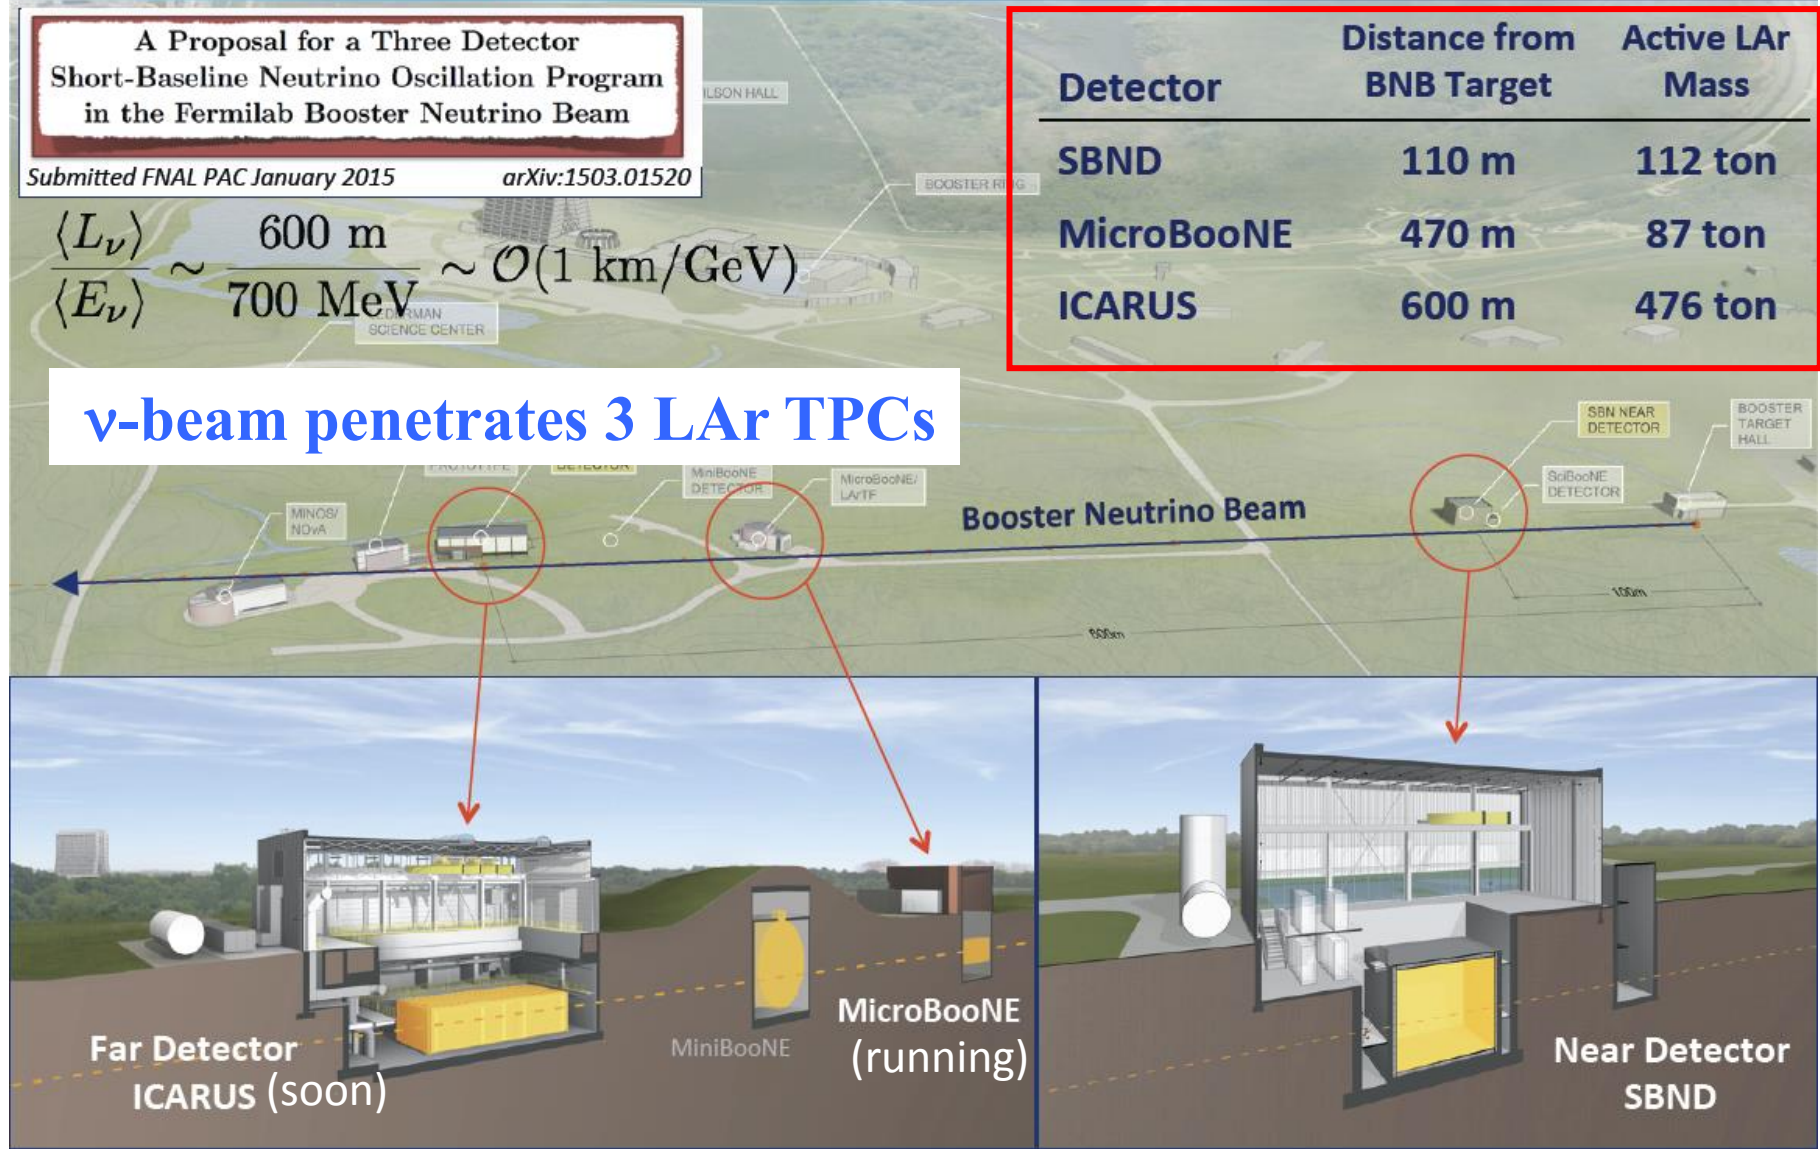 A Proposal for a Three Detector
Short-Baseline Neutrino Oscillation Program
in the Fermilab Booster Neutrino Beam
Submitted FNAL PAC January 2015 arXiv:1503.01520
Detector Distance from BNB Target Active LAr Mass
SBND 110 m 112 ton
MicroBooNE 470 m 87 ton
ICARUS 600 m 476 ton
HALL
BOOSTER RING
⟨Lν⟩/⟨Eν⟩ ∼ 600 m/700 MeV ∼ O(1 km/GeV)
SCIENCE CENTER
ν-beam penetrates 3 LAr TPCs
SBN NEAR
DETECTOR
BOOSTER
TARGET
HALL
DETECTOR
MiniBooNE
DETECTOR
MicroBooNE/
LArTF
SciBooNE
DETECTOR
MINOS/
NOvA
Booster Neutrino Beam
100m
600m
Far Detector
ICARUS (soon)
MiniBooNE
MicroBooNE
(running)
Near Detector
SBND